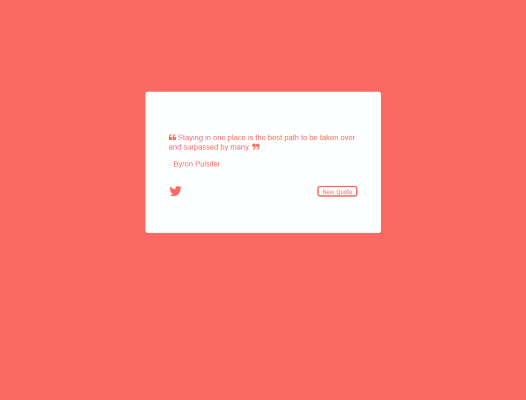 ❝ Staying in one place is the best path to be taken over
and surpassed by many. ❞
- Byron Pulsifer
New Quote